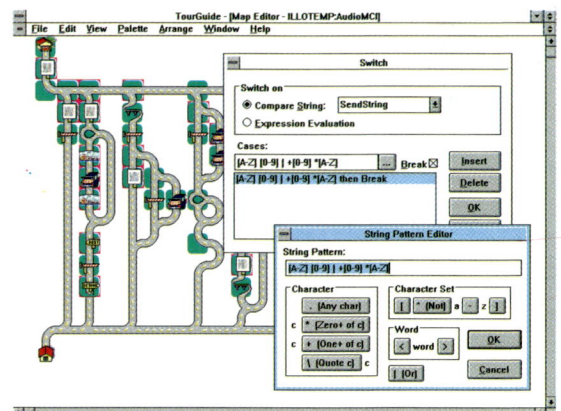 TourGuide - [Map Editor - ILLOTEMP:AudioMCI]
File Edit View Palette Arrange Window Help
Switch
Switch on
Compare String: SendString
Expression Evaluation
Cases:
[A-Z] [0-9] | +[0-9] *[A-Z] ... Break Insert
[A-Z] [0-9] | +[0-9] *[A-Z] then Break
Delete
OK
String Pattern Editor
String Pattern:
[A-Z] [0-9] | +[0-9] *[A-Z]
Character Character Set
. (Any char) [ ^ (Not) a - z ]
c * (Zero+ of c)
Word
c + (One+ of c) < word > OK
\ (Quote c) c
| (Or) Cancel